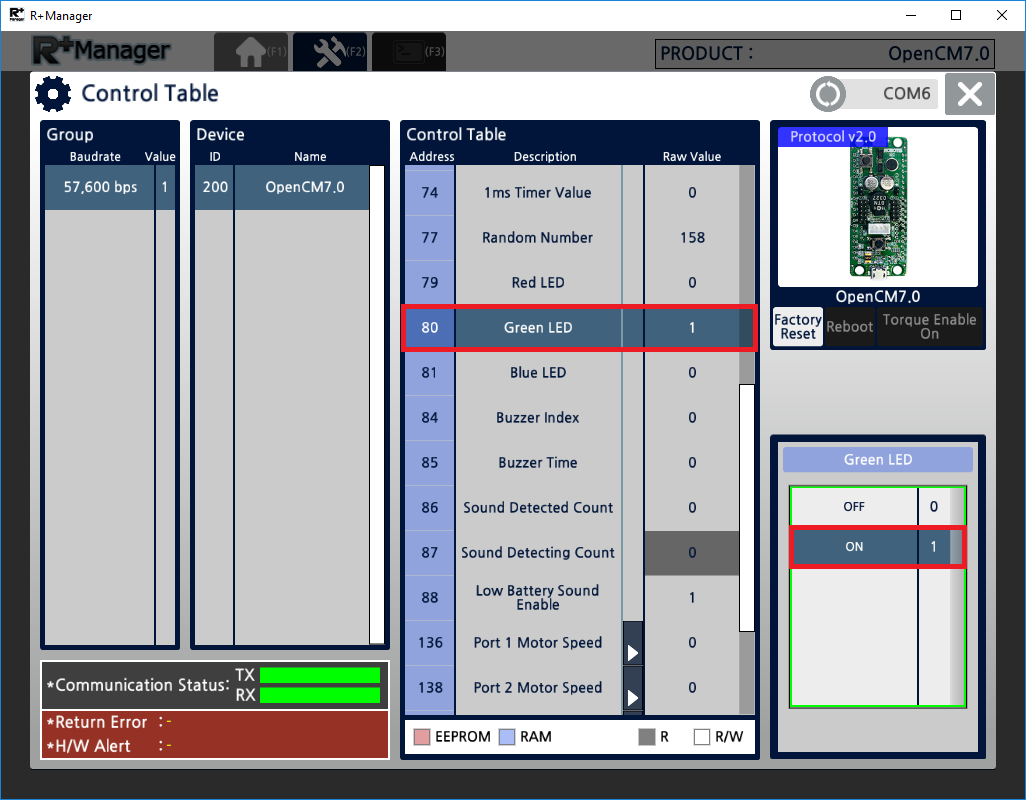 R+Manager
R+Manager
(F1)
(F2)
(F3)
PRODUCT : OpenCM7.0
Control Table
COM6
Group
Baudrate Value
57,600 bps 1
Device
ID Name
200 OpenCM7.0
Control Table
Address Description Raw Value
74 1ms Timer Value 0
77 Random Number 158
79 Red LED 0
80 Green LED 1
81 Blue LED 0
84 Buzzer Index 0
85 Buzzer Time 0
86 Sound Detected Count 0
87 Sound Detecting Count 0
88 Low Battery Sound Enable 1
136 Port 1 Motor Speed 0
138 Port 2 Motor Speed 0
EEPROM RAM R R/W
Protocol v2.0
OpenCM7.0
Factory Reset
Reboot
Torque Enable On
Green LED
OFF 0
ON 1
*Communication Status: TX
RX
*Return Error : -
*H/W Alert : -